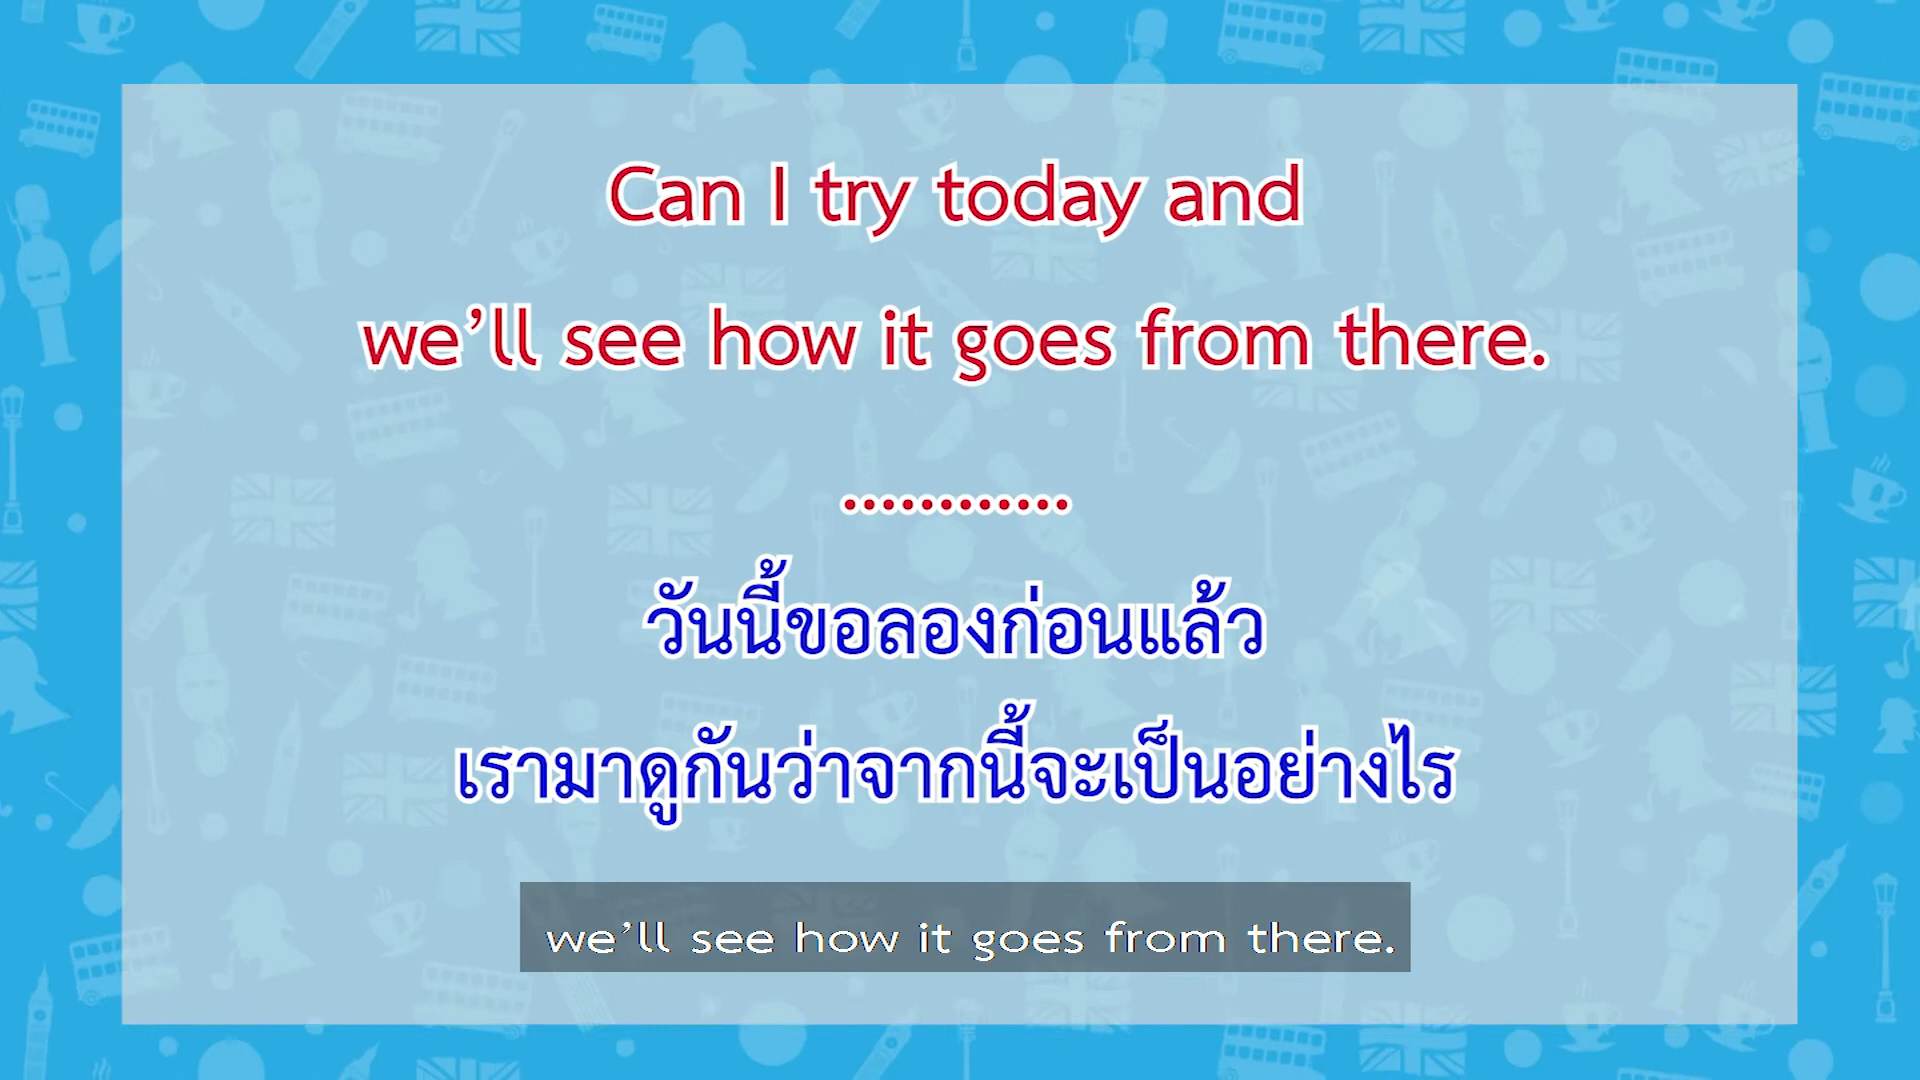 Can I try today and
we’ll see how it goes from there.
............
วันนี้ขอลองก่อนแล้ว
เรามาดูกันว่าจากนี้จะเป็นอย่างไร
we’ll see how it goes from there.